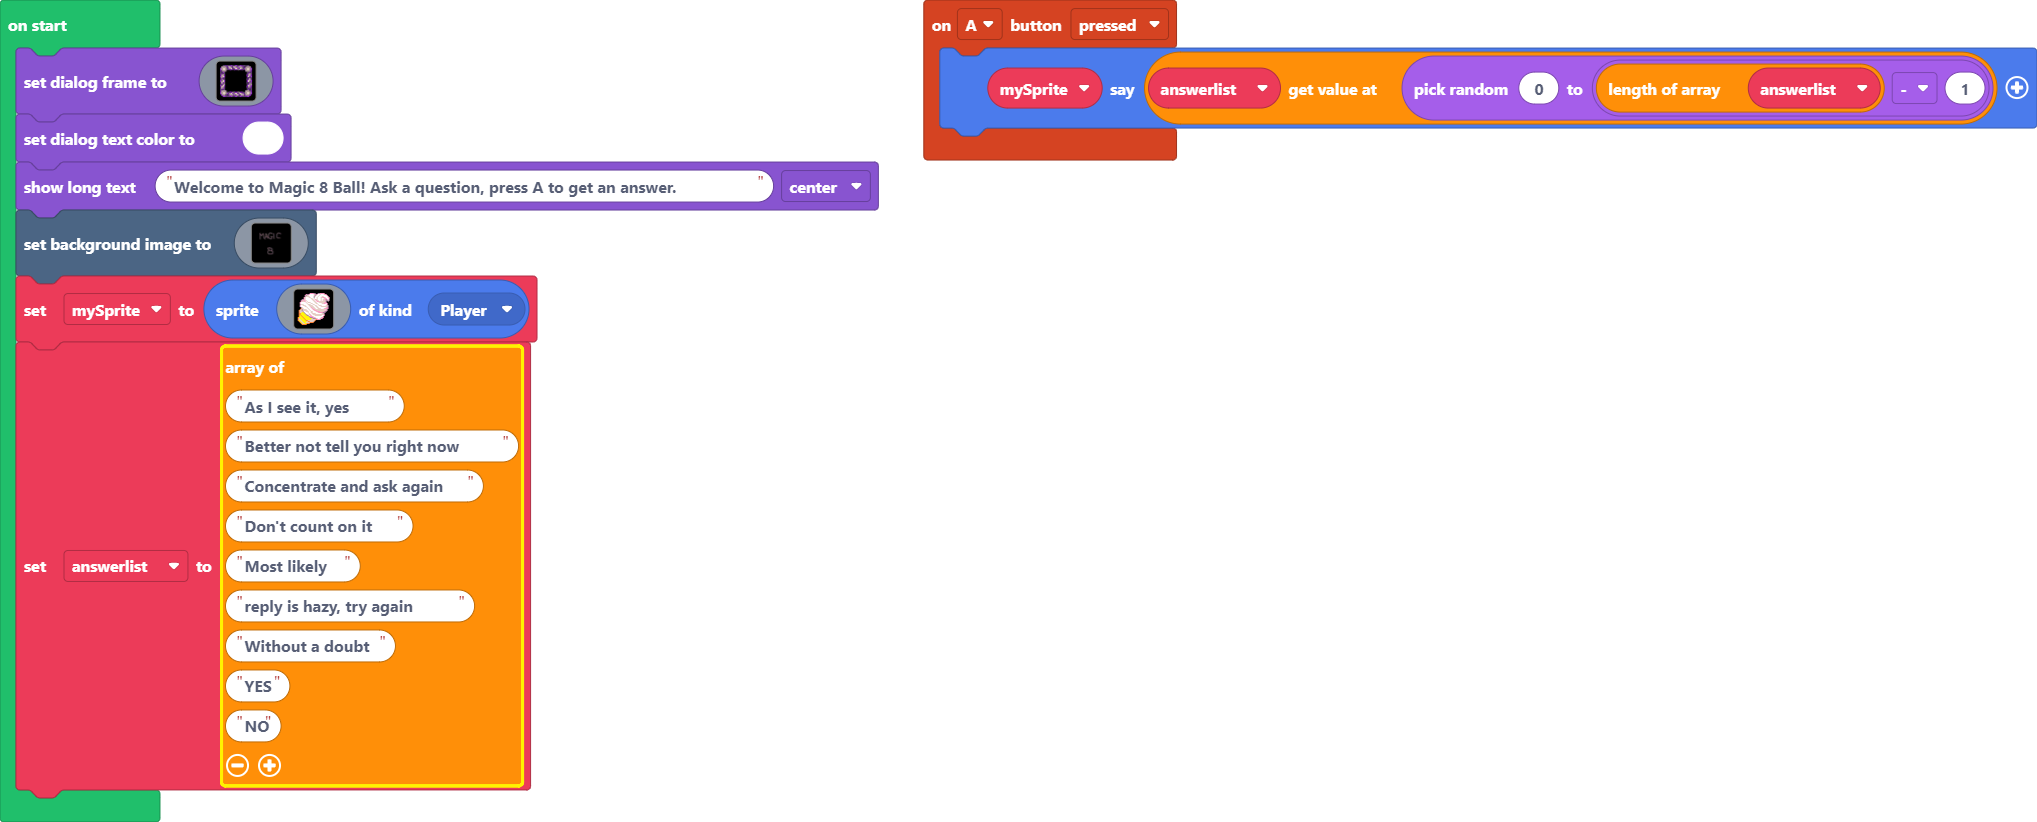 on start
set dialog frame to
set dialog text color to
show long text "Welcome to Magic 8 Ball! Ask a question, press A to get an answer." center
set background image to MAGIC 8
set mySprite to sprite of kind Player
set answerlist to array of
"As I see it, yes"
"Better not tell you right now"
"Concentrate and ask again"
"Don't count on it"
"Most likely"
"reply is hazy, try again"
"Without a doubt"
"YES"
"NO"
on A button pressed
mySprite say answerlist get value at pick random 0 to length of array answerlist - 1